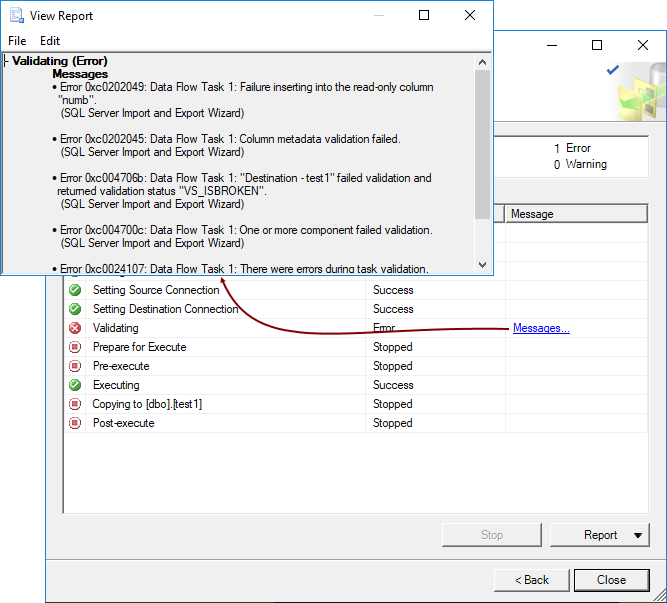 View Report
File Edit
Validating (Error)
Messages
• Error 0xc0202049: Data Flow Task 1: Failure inserting into the read-only column
"numb".
(SQL Server Import and Export Wizard)
• Error 0xc0202045: Data Flow Task 1: Column metadata validation failed.
(SQL Server Import and Export Wizard)
• Error 0xc004706b: Data Flow Task 1: "Destination - test1" failed validation and
returned validation status "VS_ISBROKEN".
(SQL Server Import and Export Wizard)
• Error 0xc004700c: Data Flow Task 1: One or more component failed validation.
(SQL Server Import and Export Wizard)
• Error 0xc0024107: Data Flow Task 1: There were errors during task validation.
1 Error
0 Warning
Message
Setting Source Connection Success
Setting Destination Connection Success
Validating Error Messages...
Prepare for Execute Stopped
Pre-execute Stopped
Executing Success
Copying to [dbo].[test1] Stopped
Post-execute Stopped
Stop Report
< Back Close